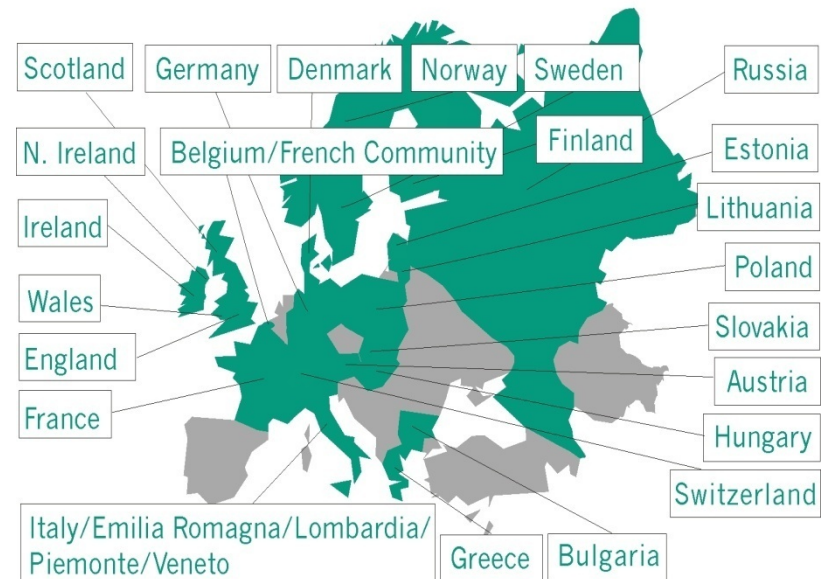 Scotland
Germany
Denmark
Norway
Sweden
Russia
N. Ireland
Belgium/French Community
Finland
Estonia
Ireland
Lithuania
Wales
Poland
England
Slovakia
France
Austria
Hungary
Switzerland
Italy/Emilia Romagna/Lombardia/
Piemonte/Veneto
Greece
Bulgaria